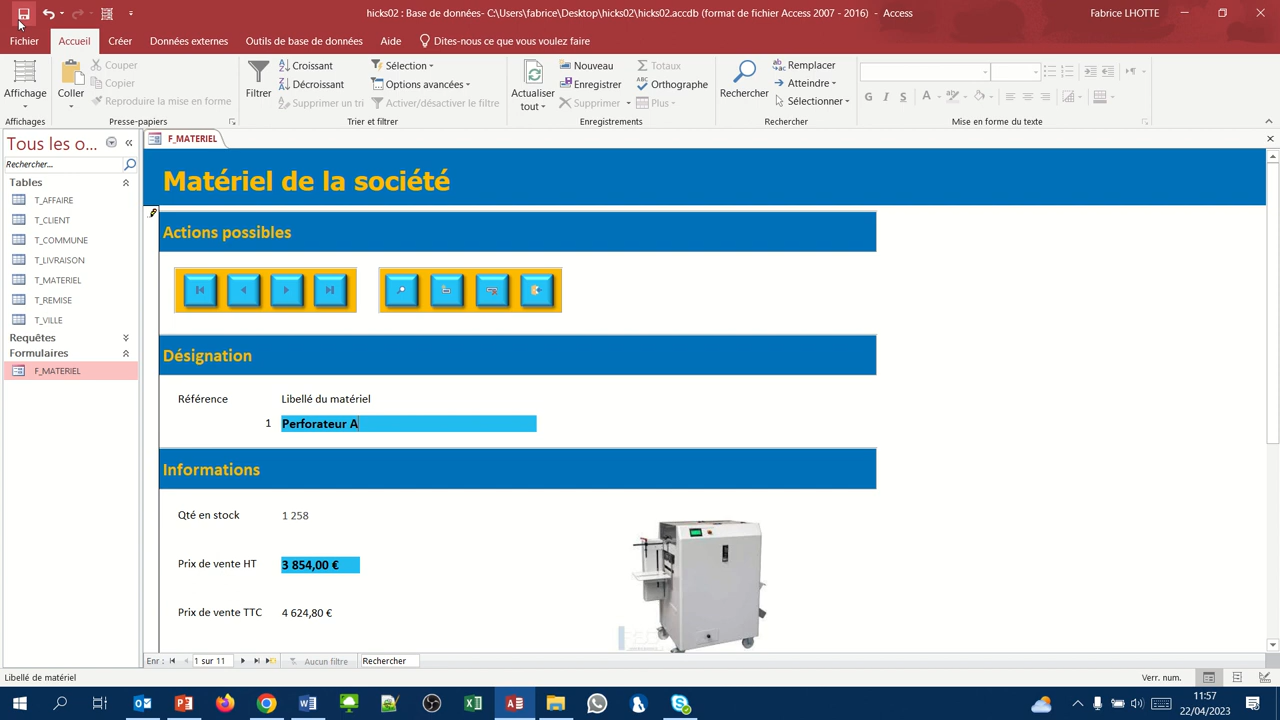 hicks02 : Base de données- C:\Users\fabrice\Desktop\hicks02\hicks02.accdb (format de fichier Access 2007 - 2016) - Access
Fabrice LHOTTE
Fichier Accueil Créer Données externes Outils de base de données Aide Dites-nous ce que vous voulez faire
Affichage
Affichages
Coller
Couper
Copier
Reproduire la mise en forme
Presse-papiers
Filtrer
Croissant
Décroissant
Supprimer un tri
Sélection
Options avancées
Activer/désactiver le filtre
Trier et filtrer
Actualiser
tout
Nouveau
Enregistrer
Supprimer
Totaux
Orthographe
Plus
Enregistrements
Rechercher
Remplacer
Atteindre
Sélectionner
Rechercher
G I S A
Mise en forme du texte
Tous les o...
Rechercher...
Tables
T_AFFAIRE
T_CLIENT
T_COMMUNE
T_LIVRAISON
T_MATERIEL
T_REMISE
T_VILLE
Requêtes
Formulaires
F_MATERIEL
F_MATERIEL
Matériel de la société
Actions possibles
Désignation
Référence Libellé du matériel
1 Perforateur A
Informations
Qté en stock 1 258
Prix de vente HT 3 854,00 €
Prix de vente TTC 4 624,80 €
Enr : 1 sur 11 Aucun filtre Rechercher
Libellé de matériel
Verr. num.
11:57
22/04/2023